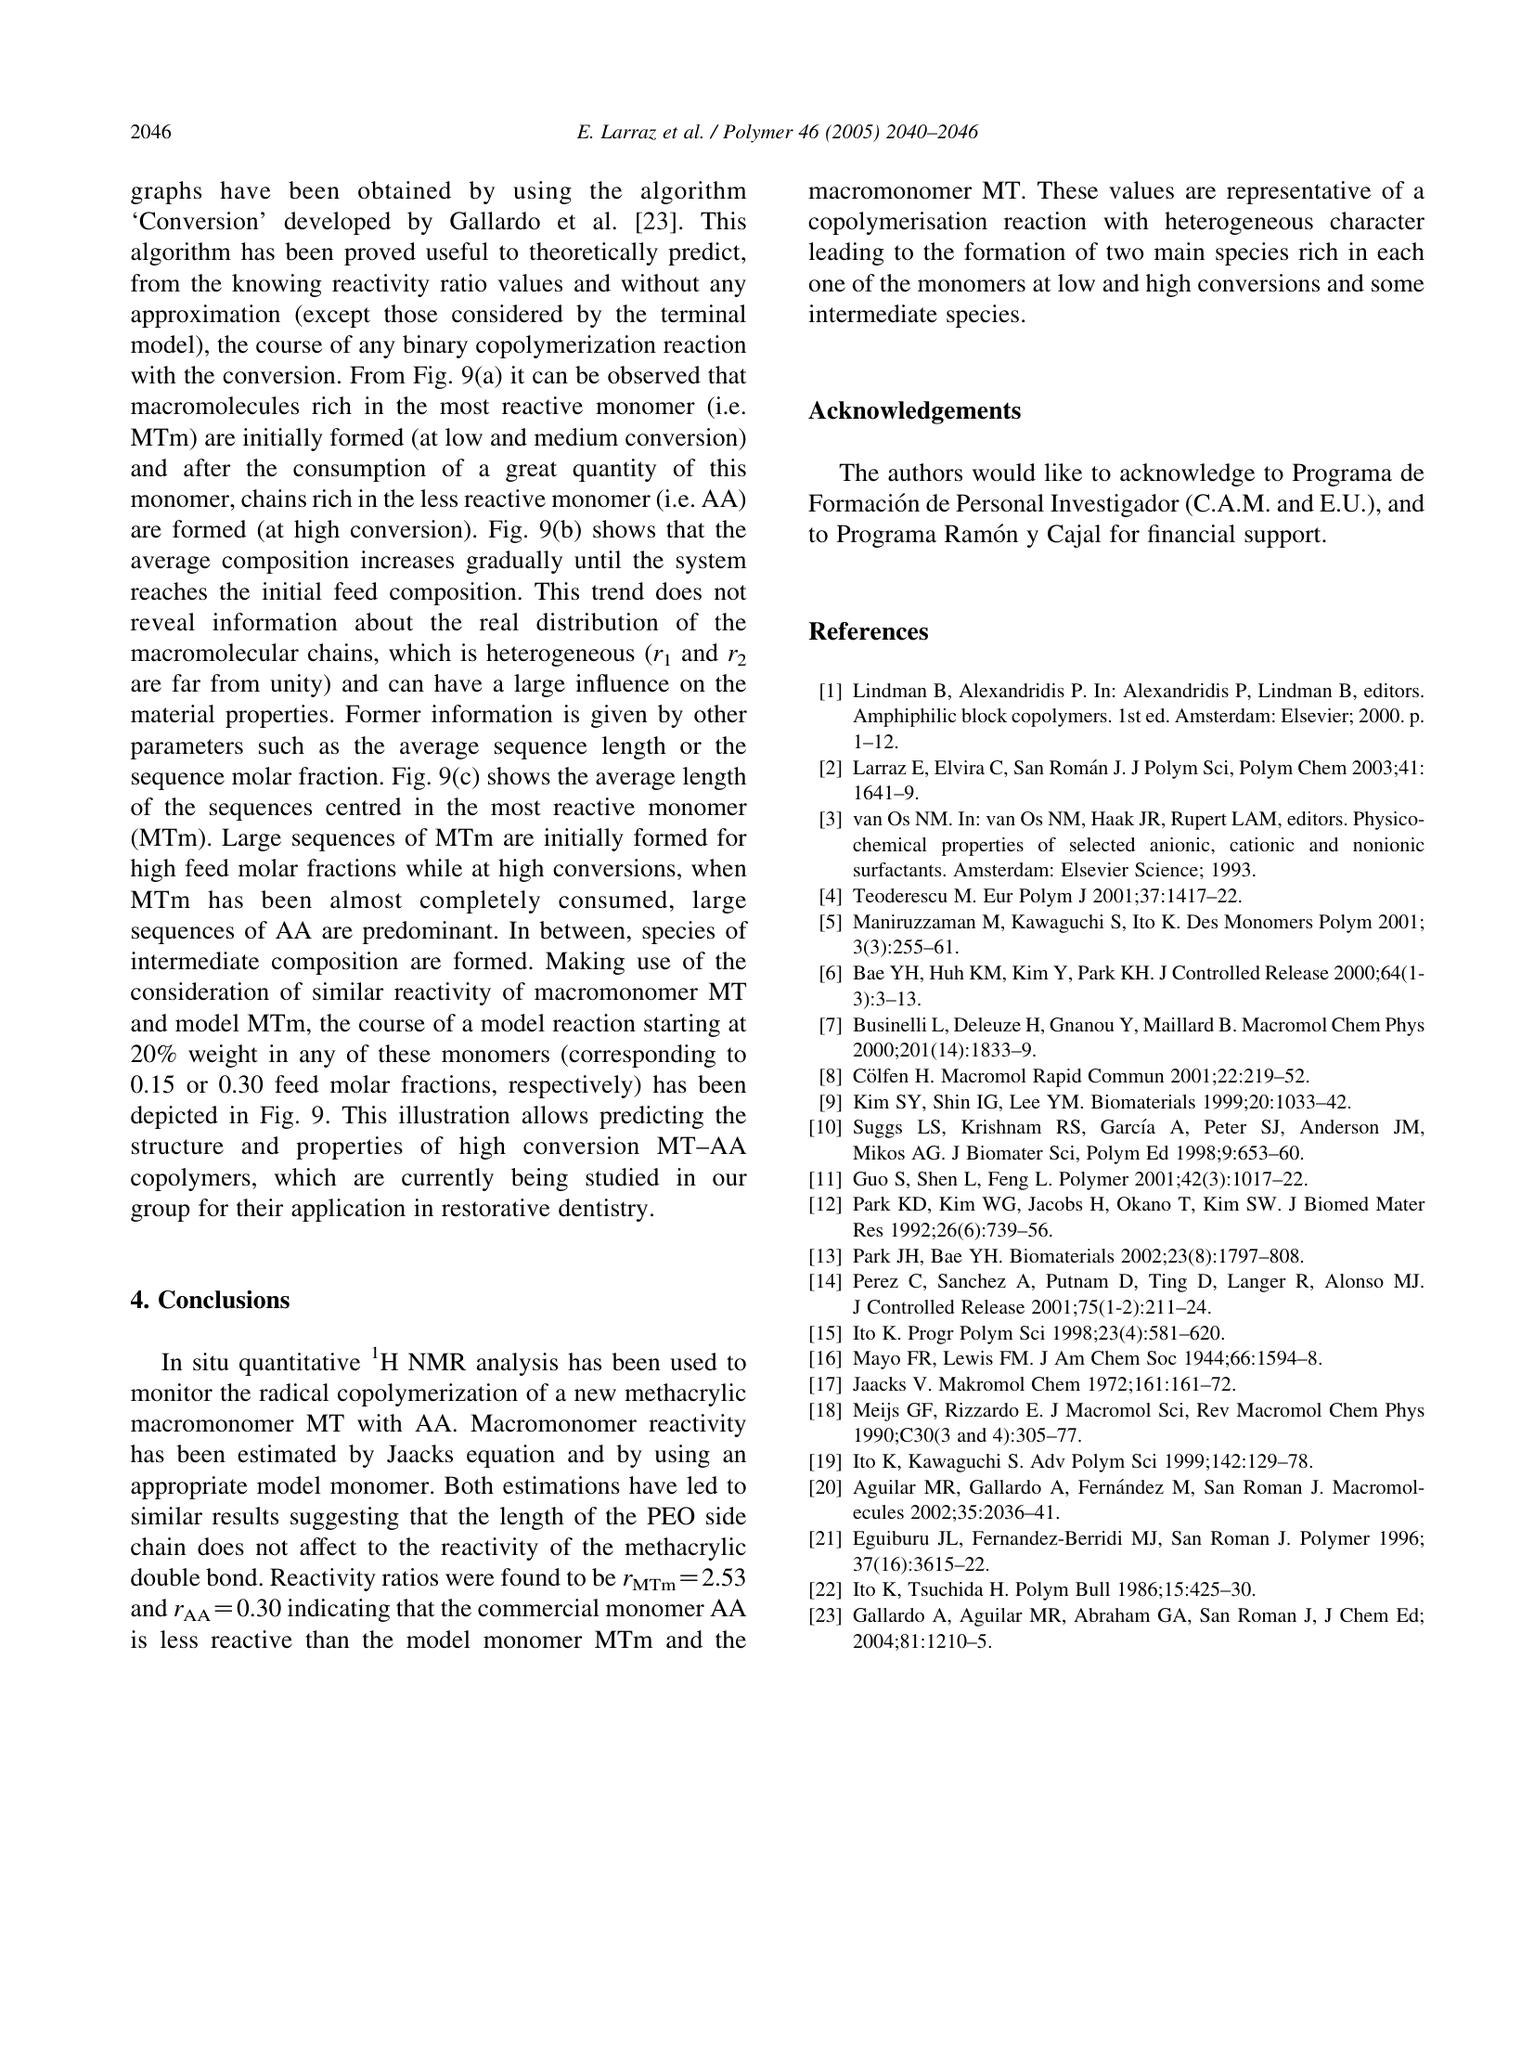 2046
E. Larraz et al. / Polymer 46 (2005) 2040–2046
graphs have been obtained by using the algorithm
‘Conversion’ developed by Gallardo et al. [23]. This
algorithm has been proved useful to theoretically predict,
from the knowing reactivity ratio values and without any
approximation (except those considered by the terminal
model), the course of any binary copolymerization reaction
with the conversion. From Fig. 9(a) it can be observed that
macromolecules rich in the most reactive monomer (i.e.
MTm) are initially formed (at low and medium conversion)
and after the consumption of a great quantity of this
monomer, chains rich in the less reactive monomer (i.e. AA)
are formed (at high conversion). Fig. 9(b) shows that the
average composition increases gradually until the system
reaches the initial feed composition. This trend does not
reveal information about the real distribution of the
macromolecular chains, which is heterogeneous (r1 and r2
are far from unity) and can have a large influence on the
material properties. Former information is given by other
parameters such as the average sequence length or the
sequence molar fraction. Fig. 9(c) shows the average length
of the sequences centred in the most reactive monomer
(MTm). Large sequences of MTm are initially formed for
high feed molar fractions while at high conversions, when
MTm has been almost completely consumed, large
sequences of AA are predominant. In between, species of
intermediate composition are formed. Making use of the
consideration of similar reactivity of macromonomer MT
and model MTm, the course of a model reaction starting at
20% weight in any of these monomers (corresponding to
0.15 or 0.30 feed molar fractions, respectively) has been
depicted in Fig. 9. This illustration allows predicting the
structure and properties of high conversion MT–AA
copolymers, which are currently being studied in our
group for their application in restorative dentistry.
4. Conclusions
In situ quantitative 1H NMR analysis has been used to
monitor the radical copolymerization of a new methacrylic
macromonomer MT with AA. Macromonomer reactivity
has been estimated by Jaacks equation and by using an
appropriate model monomer. Both estimations have led to
similar results suggesting that the length of the PEO side
chain does not affect to the reactivity of the methacrylic
double bond. Reactivity ratios were found to be rMTm=2.53
and rAA=0.30 indicating that the commercial monomer AA
is less reactive than the model monomer MTm and the
macromonomer MT. These values are representative of a
copolymerisation reaction with heterogeneous character
leading to the formation of two main species rich in each
one of the monomers at low and high conversions and some
intermediate species.
Acknowledgements
The authors would like to acknowledge to Programa de
Formación de Personal Investigador (C.A.M. and E.U.), and
to Programa Ramón y Cajal for financial support.
References
[1] Lindman B, Alexandridis P. In: Alexandridis P, Lindman B, editors.
Amphiphilic block copolymers. 1st ed. Amsterdam: Elsevier; 2000. p.
1–12.
[2] Larraz E, Elvira C, San Román J. J Polym Sci, Polym Chem 2003;41:
1641–9.
[3] van Os NM. In: van Os NM, Haak JR, Rupert LAM, editors. Physico-
chemical properties of selected anionic, cationic and nonionic
surfactants. Amsterdam: Elsevier Science; 1993.
[4] Teoderescu M. Eur Polym J 2001;37:1417–22.
[5] Maniruzzaman M, Kawaguchi S, Ito K. Des Monomers Polym 2001;
3(3):255–61.
[6] Bae YH, Huh KM, Kim Y, Park KH. J Controlled Release 2000;64(1-
3):3–13.
[7] Businelli L, Deleuze H, Gnanou Y, Maillard B. Macromol Chem Phys
2000;201(14):1833–9.
[8] Cölfen H. Macromol Rapid Commun 2001;22:219–52.
[9] Kim SY, Shin IG, Lee YM. Biomaterials 1999;20:1033–42.
[10] Suggs LS, Krishnam RS, García A, Peter SJ, Anderson JM,
Mikos AG. J Biomater Sci, Polym Ed 1998;9:653–60.
[11] Guo S, Shen L, Feng L. Polymer 2001;42(3):1017–22.
[12] Park KD, Kim WG, Jacobs H, Okano T, Kim SW. J Biomed Mater
Res 1992;26(6):739–56.
[13] Park JH, Bae YH. Biomaterials 2002;23(8):1797–808.
[14] Perez C, Sanchez A, Putnam D, Ting D, Langer R, Alonso MJ.
J Controlled Release 2001;75(1-2):211–24.
[15] Ito K. Progr Polym Sci 1998;23(4):581–620.
[16] Mayo FR, Lewis FM. J Am Chem Soc 1944;66:1594–8.
[17] Jaacks V. Makromol Chem 1972;161:161–72.
[18] Meijs GF, Rizzardo E. J Macromol Sci, Rev Macromol Chem Phys
1990;C30(3 and 4):305–77.
[19] Ito K, Kawaguchi S. Adv Polym Sci 1999;142:129–78.
[20] Aguilar MR, Gallardo A, Fernández M, San Roman J. Macromol-
ecules 2002;35:2036–41.
[21] Eguiburu JL, Fernandez-Berridi MJ, San Roman J. Polymer 1996;
37(16):3615–22.
[22] Ito K, Tsuchida H. Polym Bull 1986;15:425–30.
[23] Gallardo A, Aguilar MR, Abraham GA, San Roman J, J Chem Ed;
2004;81:1210–5.